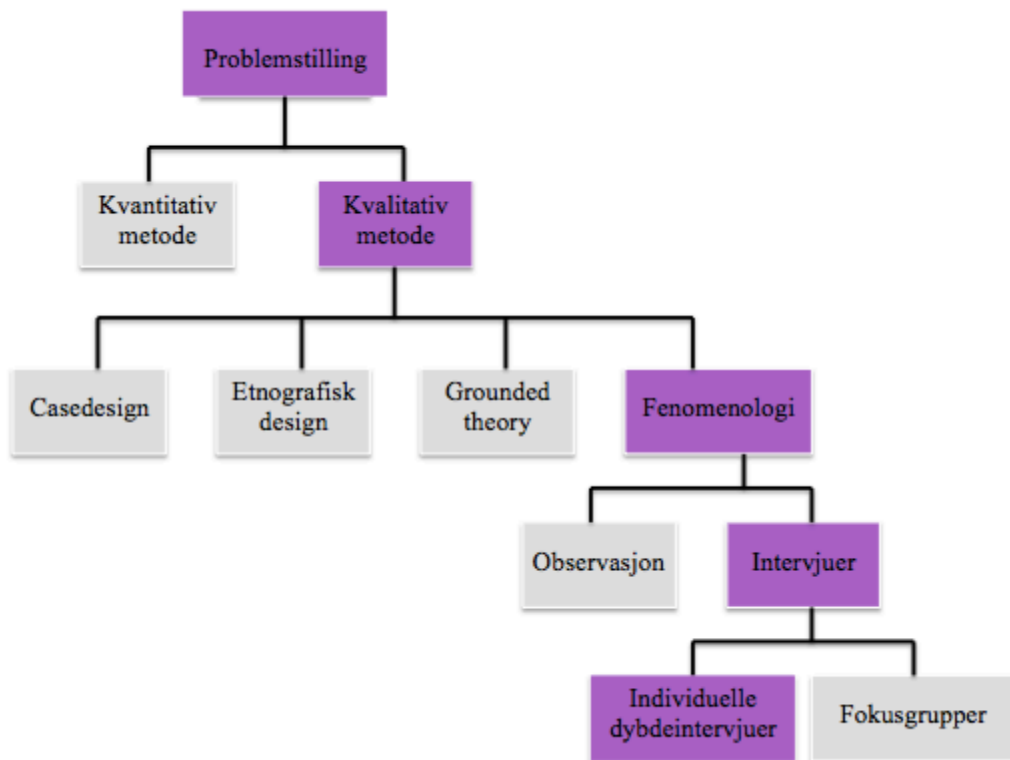 Problemstilling
Kvantitativ
metode
Kvalitativ
metode
Casedesign
Etnografisk
design
Grounded
theory
Fenomenologi
Observasjon
Intervjuer
Individuelle
dybdeintervjuer
Fokusgrupper